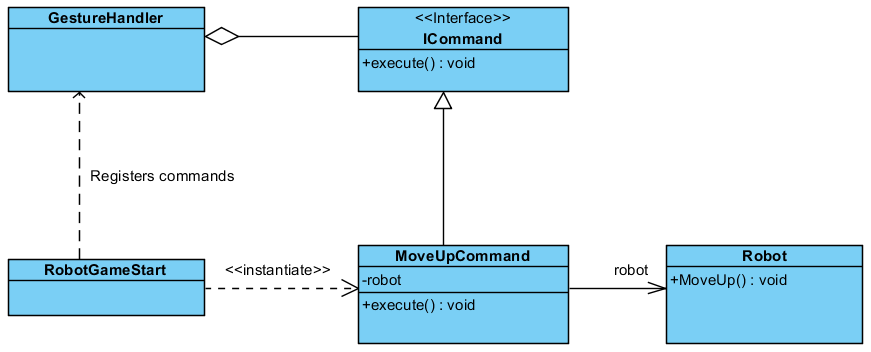 GestureHandler
<<Interface>>
ICommand
+execute() : void
Registers commands
RobotGameStart
<<instantiate>>
MoveUpCommand
-robot
+execute() : void
robot
Robot
+MoveUp() : void